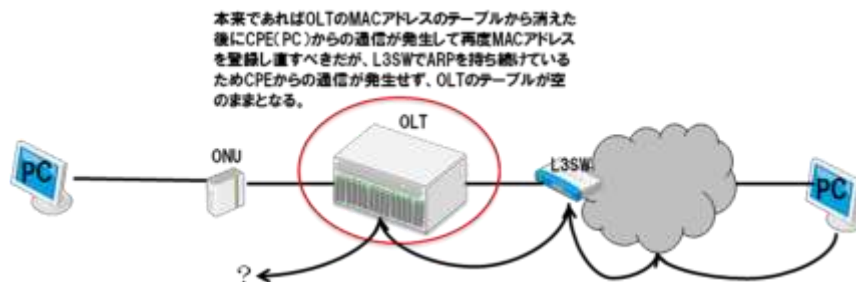 本来であればOLTのMACアドレスのテーブルから消えた
後にCPE(PC)からの通信が発生して再度MACアドレス
を登録し直すべきだが、L3SWでARPを持ち続けている
ためCPEからの通信が発生せず、OLTのテーブルが空
のままとなる。
OLT
ONU
L3SW
PC
PC
?